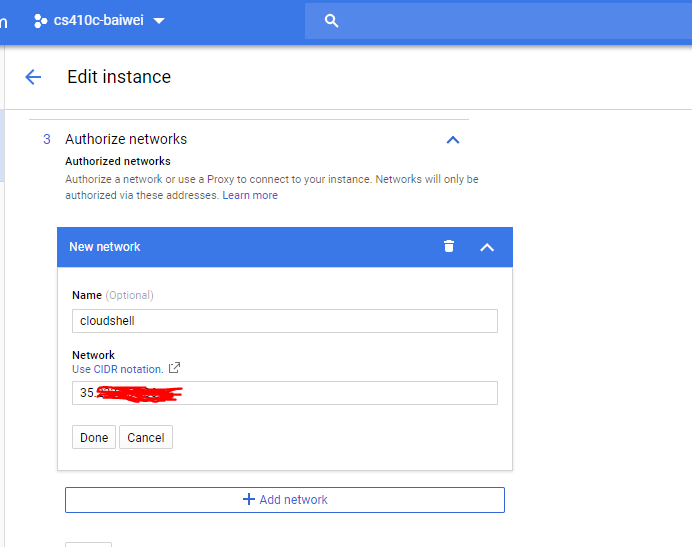 m cs410c-baiwei
Edit instance
3 Authorize networks
Authorized networks
Authorize a network or use a Proxy to connect to your instance. Networks will only be
authorized via these addresses. Learn more
New network
Name (Optional)
cloudshell
Network
Use CIDR notation.
35.
Done Cancel
+ Add network